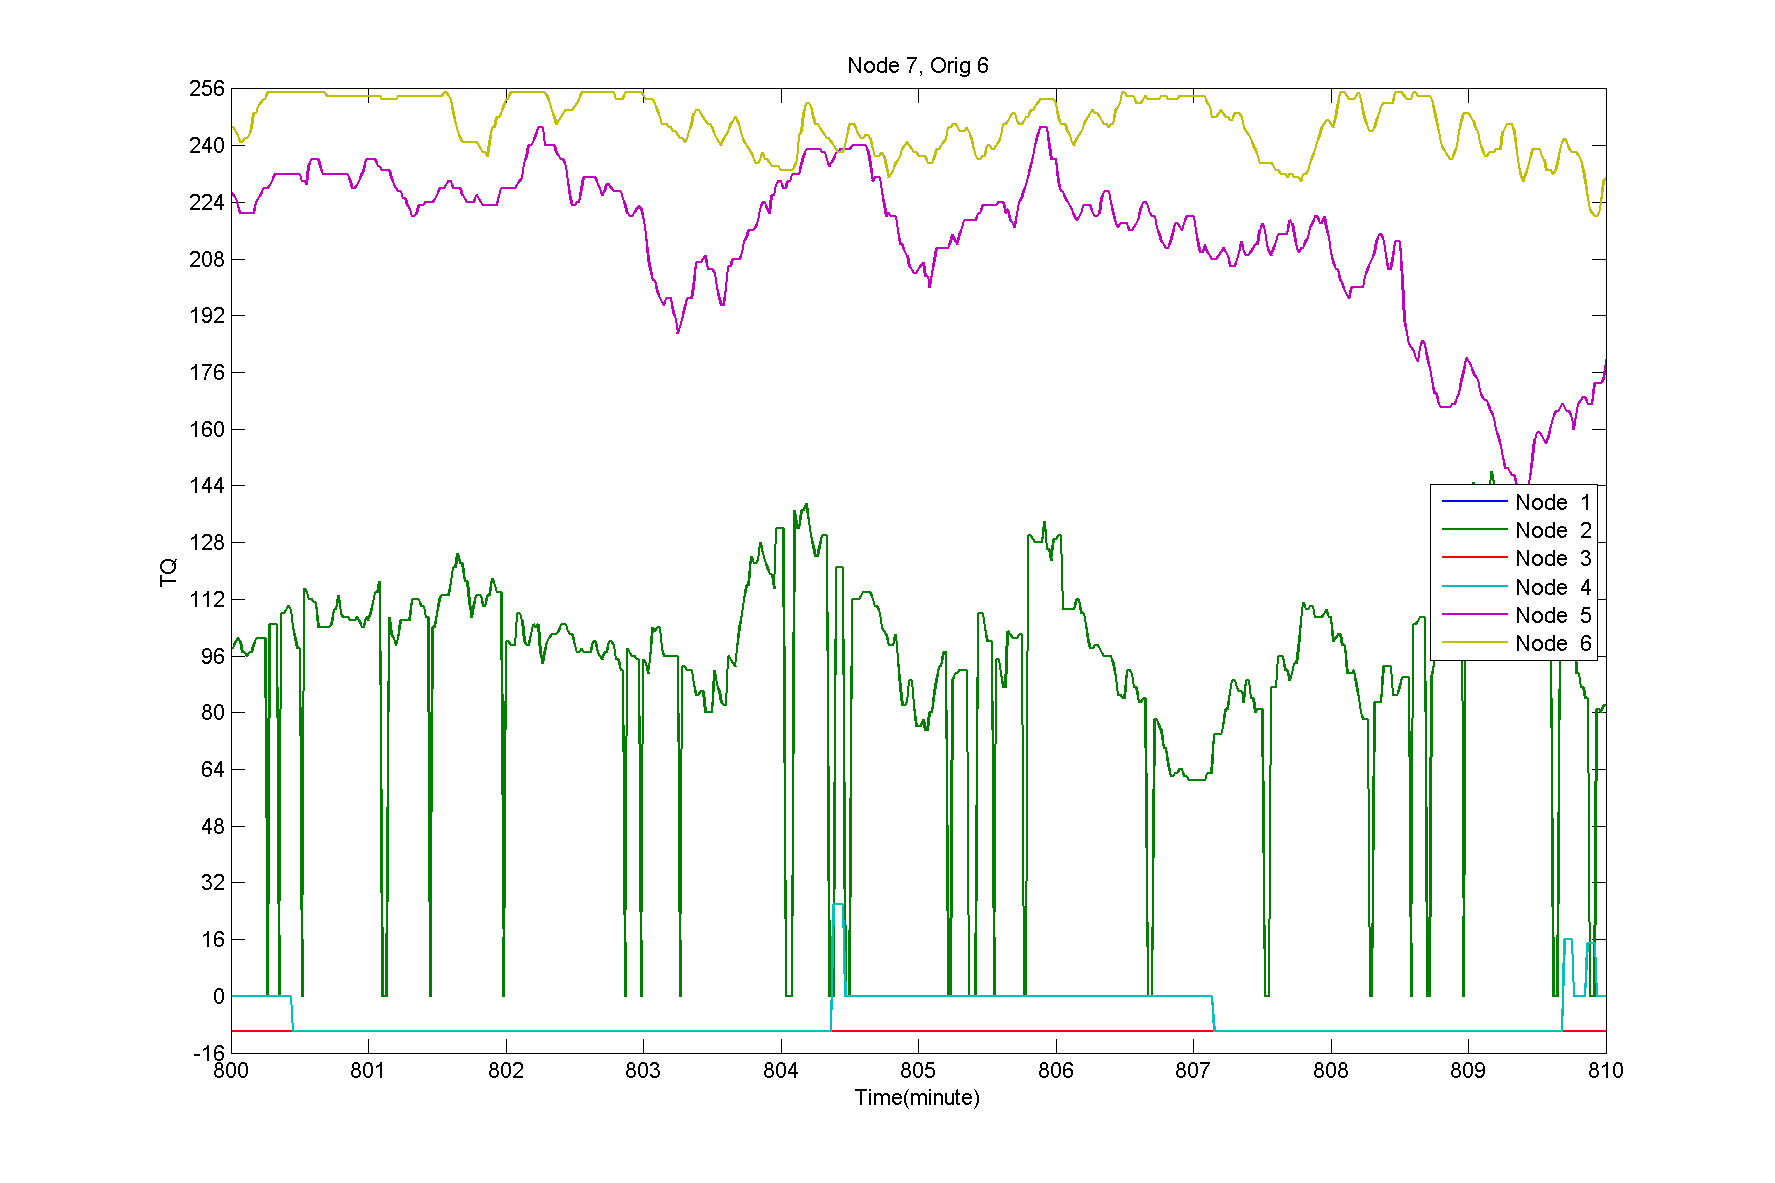 Node 7, Orig 6
256
240
224
208
192
176
160
144
128
112
96
80
64
48
32
16
0
-16
TQ
Node 1
Node 2
Node 3
Node 4
Node 5
Node 6
800 801 802 803 804 805 806 807 808 809 810
Time(minute)